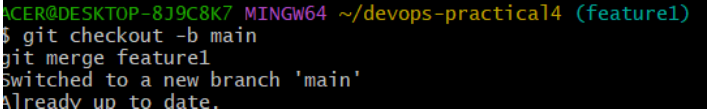 ACER@DESKTOP-8J9C8K7 MINGW64 ~/devops-practical4 (feature1)
$ git checkout -b main
git merge feature1
Switched to a new branch 'main'
Already up to date.